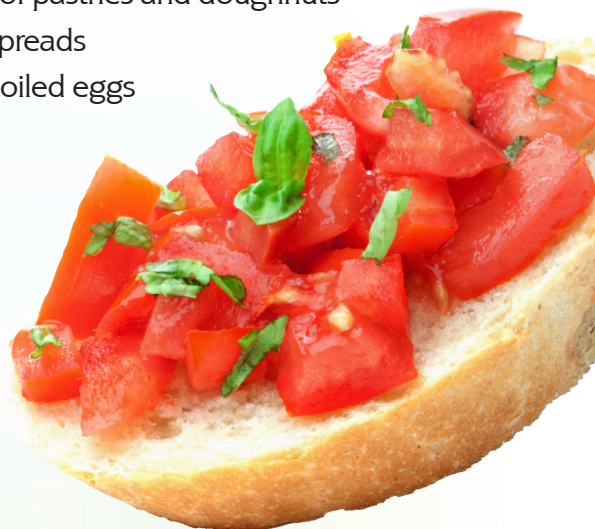 of pastries and doughnuts
preads
oiled eggs